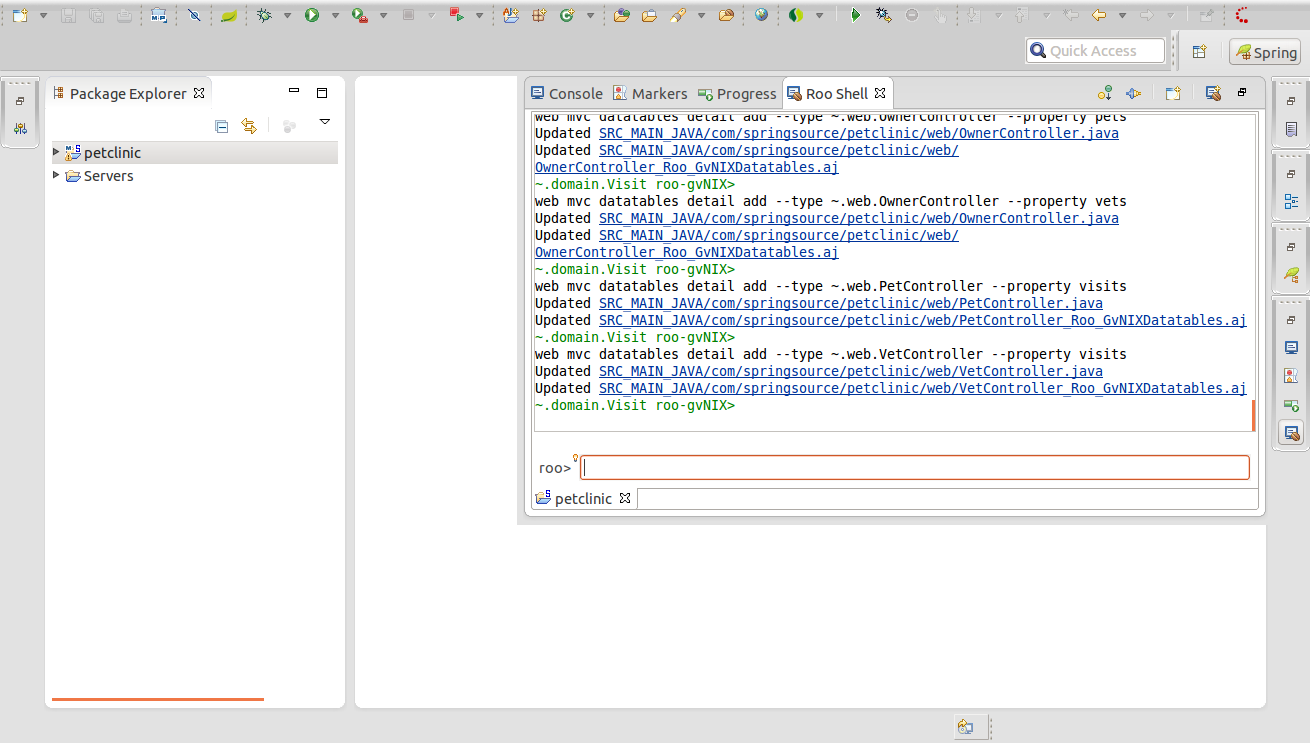 Quick Access
Spring
Package Explorer
Console
Markers
Progress
Roo Shell
petclinic
Servers
web mvc datatables detail add --type ~.web.OwnerController --property pets
Updated SRC_MAIN_JAVA/com/springsource/petclinic/web/OwnerController.java
Updated SRC_MAIN_JAVA/com/springsource/petclinic/web/
OwnerController_Roo_GvNIXDatatables.aj
~.domain.Visit roo-gvNIX>
web mvc datatables detail add --type ~.web.OwnerController --property vets
Updated SRC_MAIN_JAVA/com/springsource/petclinic/web/OwnerController.java
Updated SRC_MAIN_JAVA/com/springsource/petclinic/web/
OwnerController_Roo_GvNIXDatatables.aj
~.domain.Visit roo-gvNIX>
web mvc datatables detail add --type ~.web.PetController --property visits
Updated SRC_MAIN_JAVA/com/springsource/petclinic/web/PetController.java
Updated SRC_MAIN_JAVA/com/springsource/petclinic/web/PetController_Roo_GvNIXDatatables.aj
~.domain.Visit roo-gvNIX>
web mvc datatables detail add --type ~.web.VetController --property visits
Updated SRC_MAIN_JAVA/com/springsource/petclinic/web/VetController.java
Updated SRC_MAIN_JAVA/com/springsource/petclinic/web/VetController_Roo_GvNIXDatatables.aj
~.domain.Visit roo-gvNIX>
roo>
petclinic